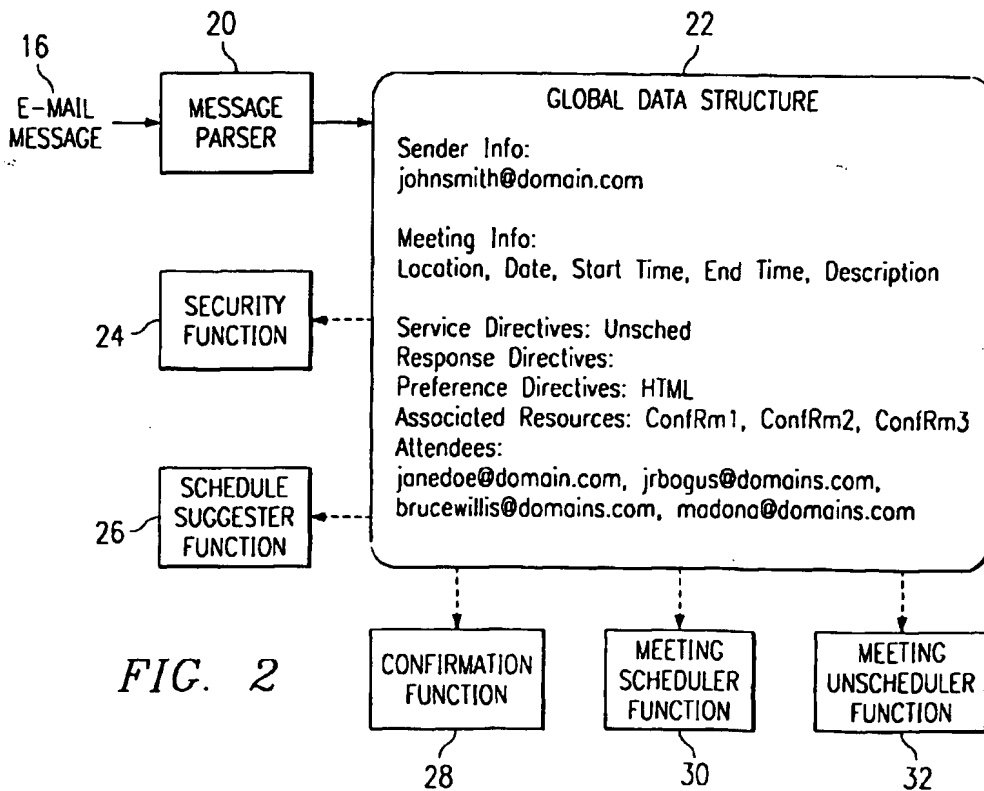 16
E-MAIL
MESSAGE
20
MESSAGE
PARSER
22
GLOBAL DATA STRUCTURE
Sender Info:
johnsmith@domain.com
Meeting Info:
Location, Date, Start Time, End Time, Description
Service Directives: Unsched
Response Directives:
Preference Directives: HTML
Associated Resources: ConfRm1, ConfRm2, ConfRm3
Attendees:
janedoe@domain.com, jrbogus@domains.com,
brucewillis@domains.com, madona@domains.com
24
SECURITY
FUNCTION
26
SCHEDULE
SUGGESTER
FUNCTION
CONFIRMATION
FUNCTION
28
MEETING
SCHEDULER
FUNCTION
30
MEETING
UNSCHEDULER
FUNCTION
32
FIG. 2